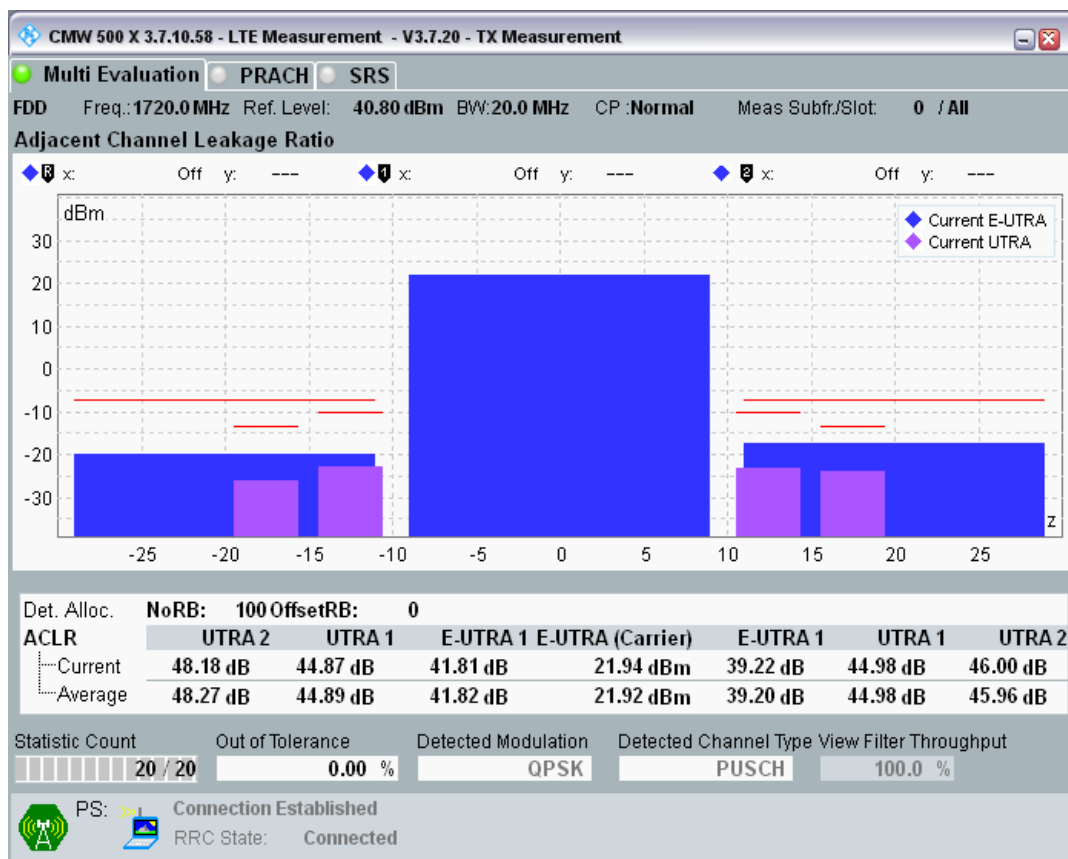 CMW 500 X 3.7.10.58 - LTE Measurement - V3.7.20 - TX Measurement
Multi Evaluation PRACH SRS
FDD Freq.: 1720.0 MHz Ref. Level: 40.80 dBm BW: 20.0 MHz CP : Normal Meas Subfr./Slot: 0 / All
Adjacent Channel Leakage Ratio
R x: Off y: --- 1 x: Off y: --- 2 x: Off y: ---
dBm
Current E-UTRA
Current UTRA
30
20
10
0
-10
-20
-30
z
-25 -20 -15 -10 -5 0 5 10 15 20 25
Det. Alloc. NoRB: 100 OffsetRB: 0
ACLR UTRA 2 UTRA 1 E-UTRA 1 E-UTRA (Carrier) E-UTRA 1 UTRA 1 UTRA 2
Current 48.18 dB 44.87 dB 41.81 dB 21.94 dBm 39.22 dB 44.98 dB 46.00 dB
Average 48.27 dB 44.89 dB 41.82 dB 21.92 dBm 39.20 dB 44.98 dB 45.96 dB
Statistic Count Out of Tolerance Detected Modulation Detected Channel Type View Filter Throughput
20 / 20 0.00 % QPSK PUSCH 100.0 %
PS: Connection Established
RRC State: Connected